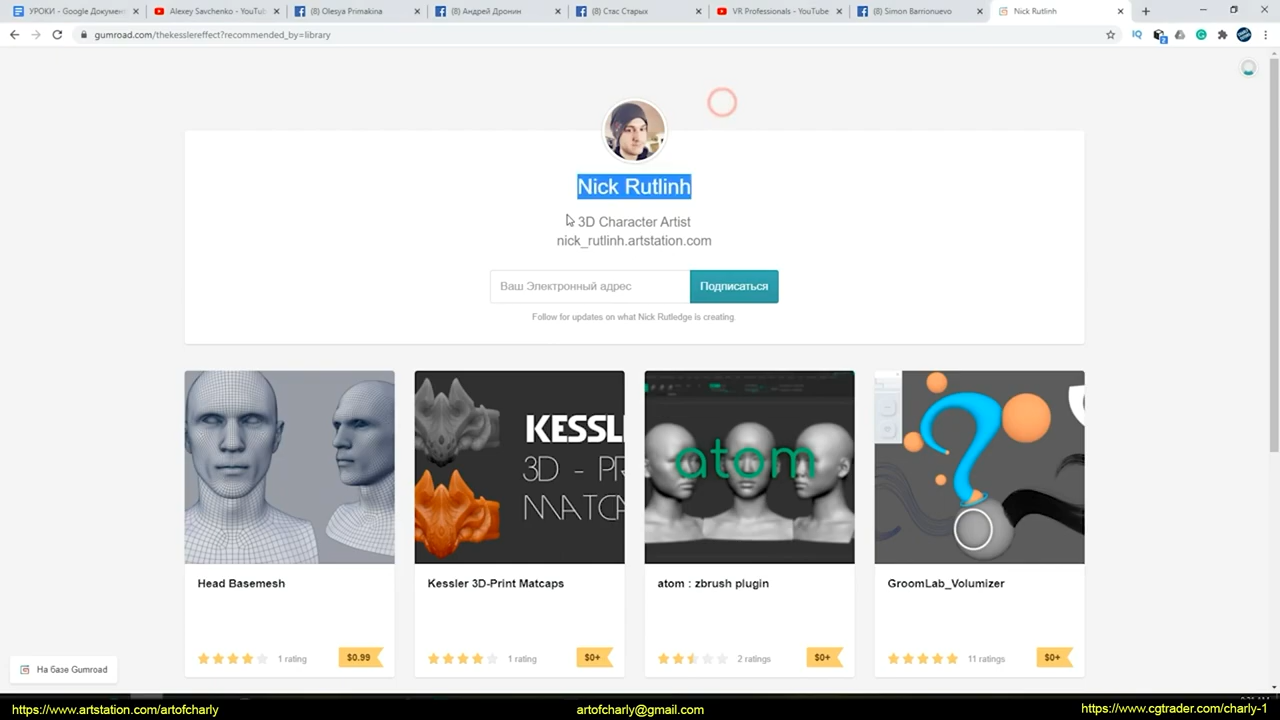 УРОКИ - Google Докумен
Alexey Savchenko - YouTu
(8) Olesya Primakina
(8) Андрей Дронин
(8) Стас Старых
VR Professionals - YouTube
(8) Simon Barrionuevo
Nick Rutlinh
gumroad.com/thekesslereffect?recommended_by=library
IQ
2
Nick Rutlinh
3D Character Artist
nick_rutlinh.artstation.com
Ваш Электронный адрес
Подписаться
Follow for updates on what Nick Rutledge is creating.
KESSL
3D - PR
MATCA
atom
Head Basemesh
Kessler 3D-Print Matcaps
atom : zbrush plugin
GroomLab_Volumizer
1 rating
$0.99
1 rating
$0+
2 ratings
$0+
11 ratings
$0+
На базе Gumroad
https://www.artstation.com/artofcharly
artofcharly@gmail.com
https://www.cgtrader.com/charly-1